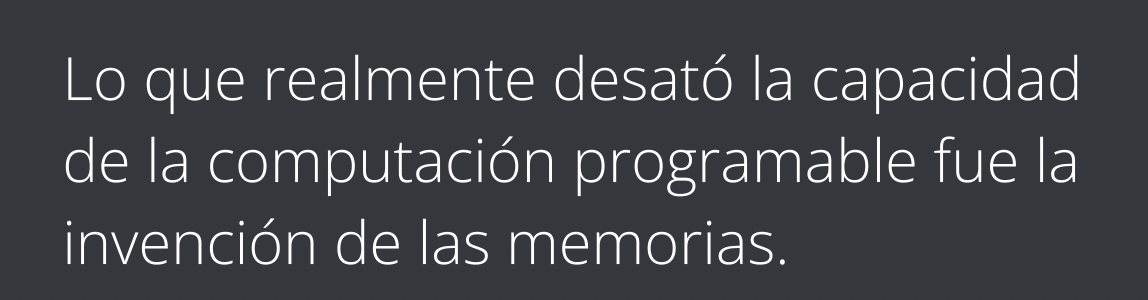 Lo que realmente desató la capacidad
de la computación programable fue la
invención de las memorias.